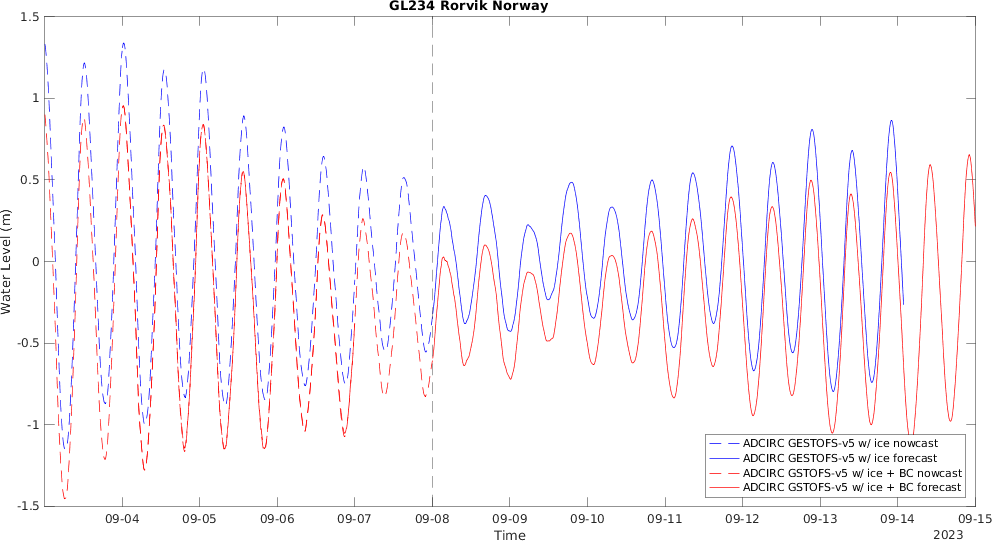 GL234 Rorvik Norway
1.5
1
0.5
0
-0.5
-1
-1.5
Water Level (m)
09-04 09-05 09-06 09-07 09-08 09-09 09-10 09-11 09-12 09-13 09-14 09-15
Time
2023
ADCIRC GESTOFS-v5 w/ ice nowcast
ADCIRC GESTOFS-v5 w/ ice forecast
ADCIRC GSTOFS-v5 w/ ice + BC nowcast
ADCIRC GSTOFS-v5 w/ ice + BC forecast